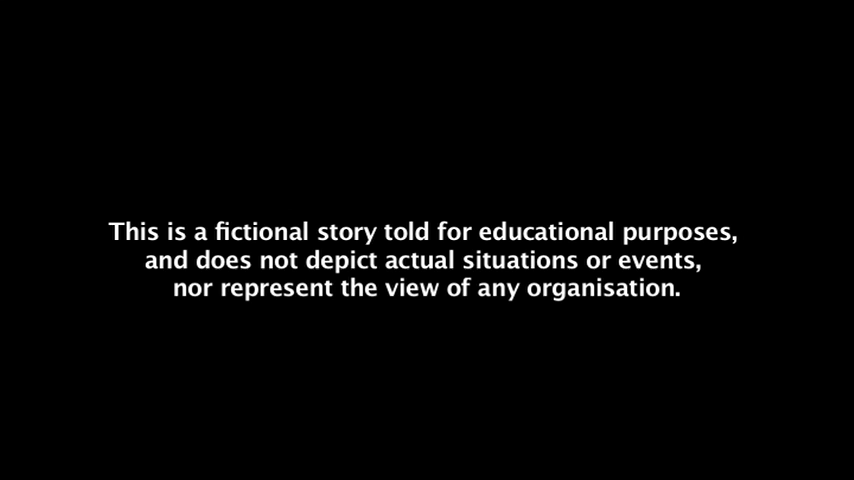 This is a fictional story told for educational purposes,
and does not depict actual situations or events,
nor represent the view of any organisation.